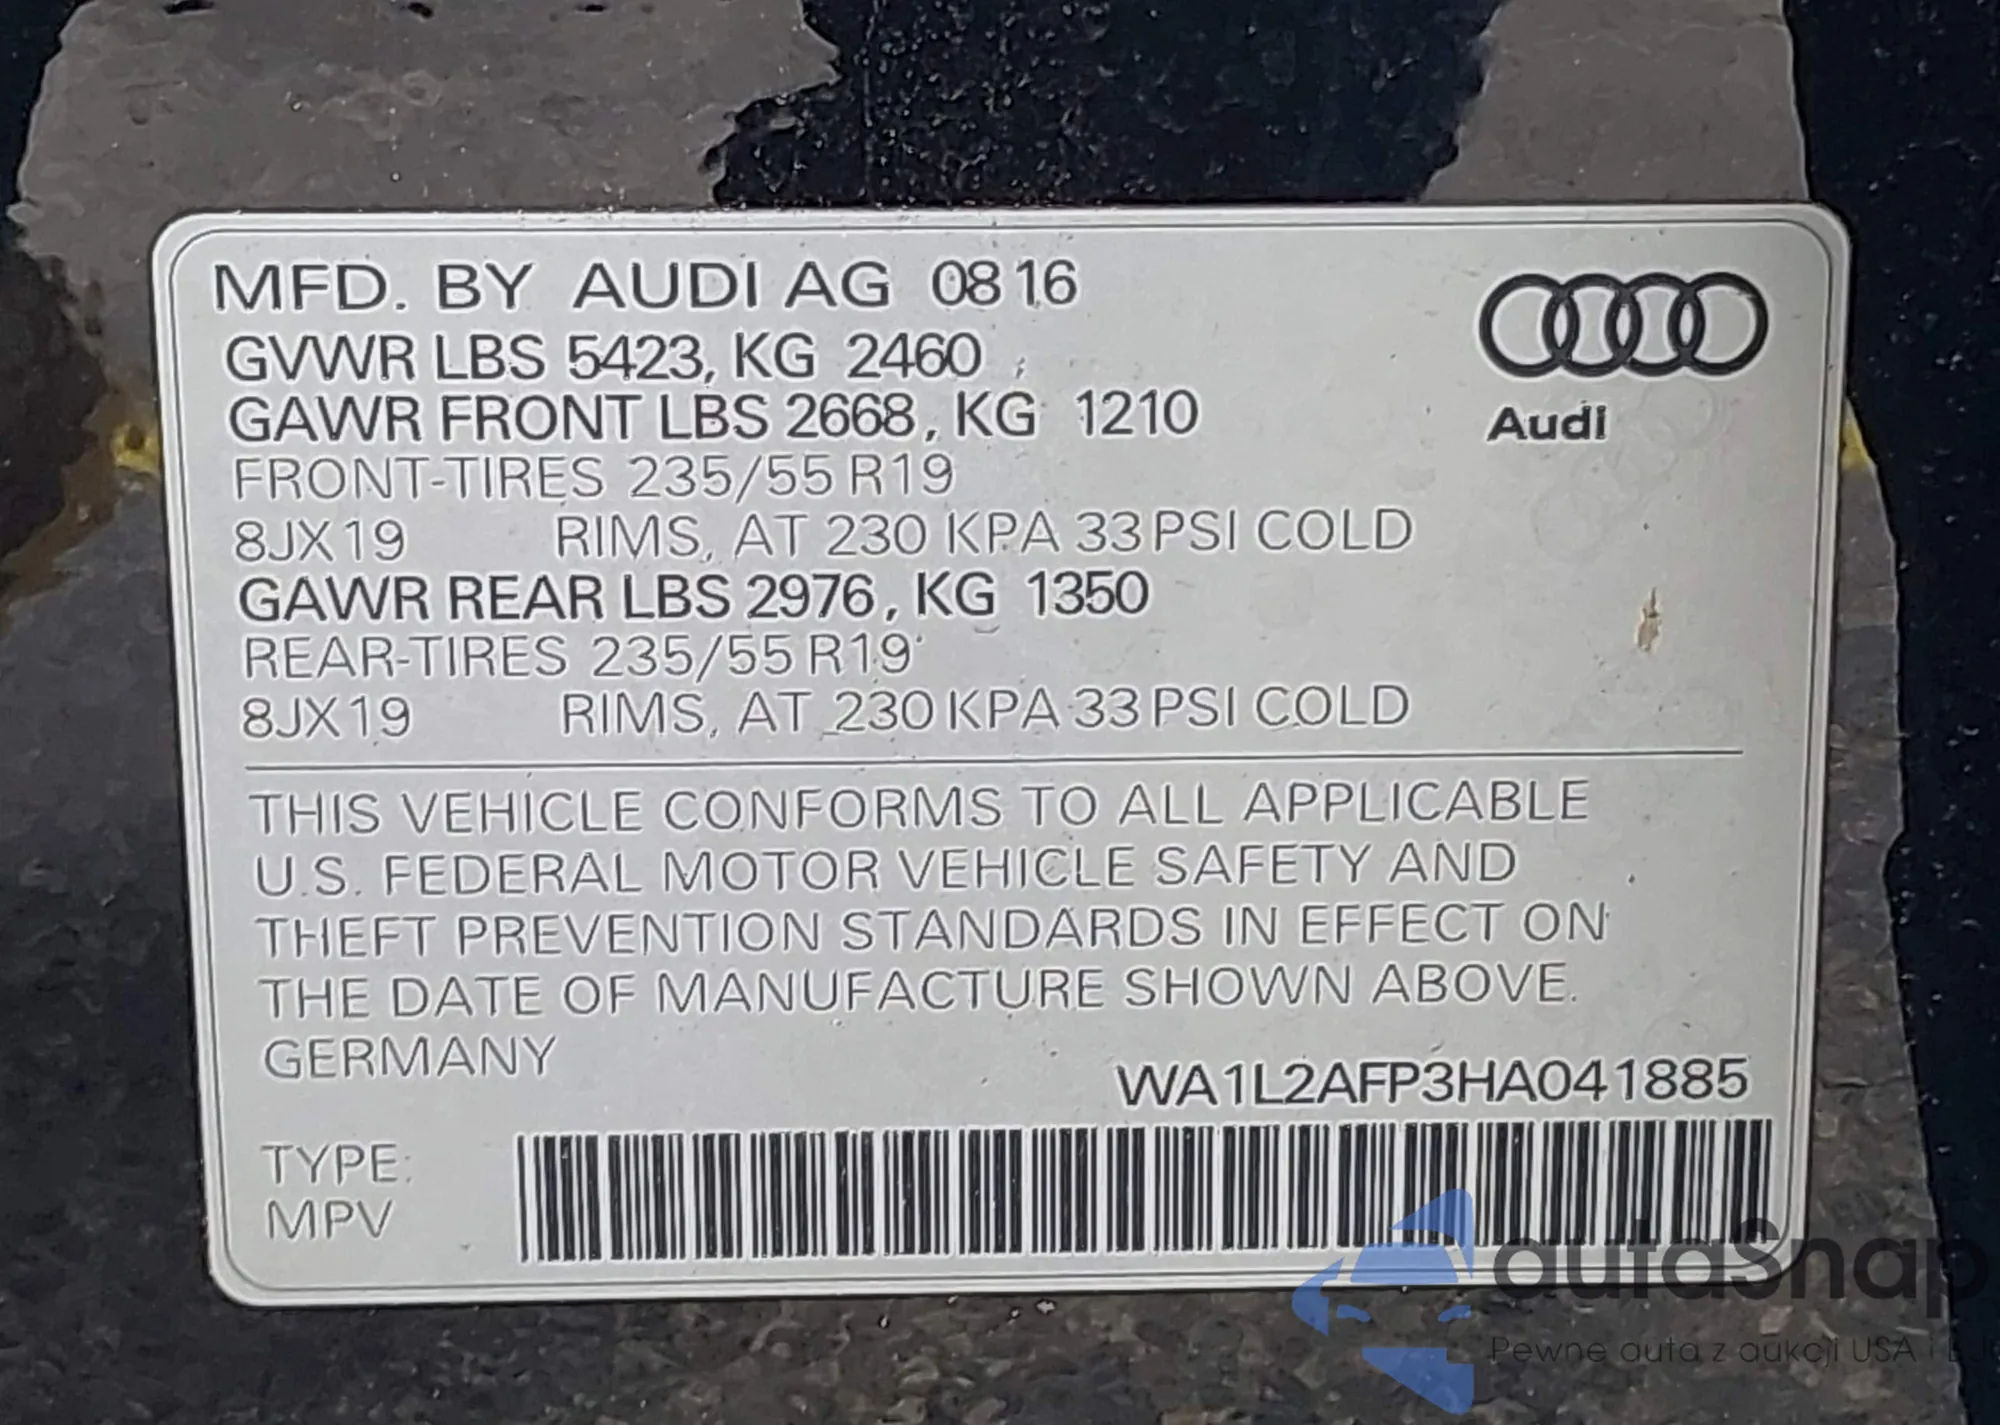 MFD. BY AUDI AG 08 16
GVWR LBS 5423, KG 2460
GAWR FRONT LBS 2668, KG 1210
FRONT-TIRES 235/55 R19
8JX19 RIMS, AT 230 KPA 33 PSI COLD
GAWR REAR LBS 2976, KG 1350
REAR-TIRES 235/55 R19
8JX19 RIMS, AT 230 KPA 33 PSI COLD
Audi
THIS VEHICLE CONFORMS TO ALL APPLICABLE
U.S. FEDERAL MOTOR VEHICLE SAFETY AND
THEFT PREVENTION STANDARDS IN EFFECT ON
THE DATE OF MANUFACTURE SHOWN ABOVE.
GERMANY
WA1L2AFP3HA041885
TYPE:
MPV
autaSnap
Pewne auta z aukcji USA i